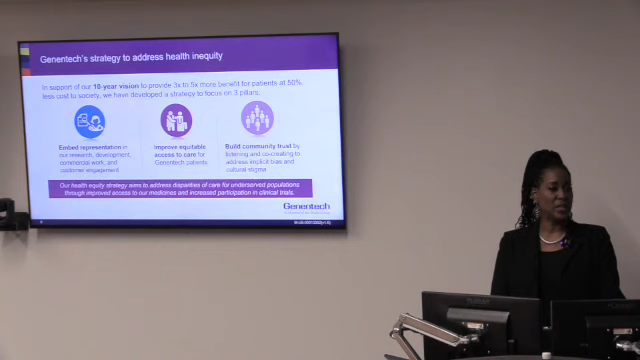 Genentech's strategy to address health inequity
In support of our 10-year vision to provide 3x to 5x more benefit for patients at 50%
less cost to society, we have developed a strategy to focus on 3 pillars:
Embed representation in
our research, development,
commercial work, and
customer engagement
Improve equitable
access to care for
Genentech patients
Build community trust by
listening and co-creating to
address implicit bias and
cultural stigma
Our health equity strategy aims to address disparities of care for underserved populations
through improved access to our medicines and increased participation in clinical trials.
Genentech